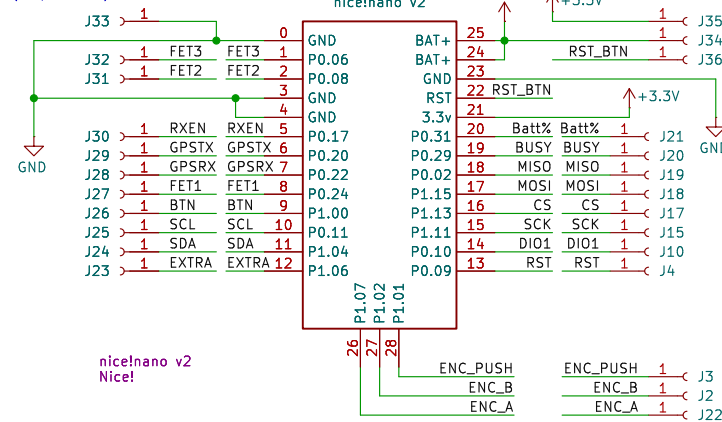 nice!nano v2
J33 1 0 GND BAT+ 25 1 J35
+3.3V
J32 1 FET3 FET3 1 P0.06 BAT+ 24 1 J34
J31 1 FET2 FET2 2 P0.08 GND 23 RST_BTN 1 J36
3 GND RST 22 RST_BTN
4 GND 3.3v 21 +3.3V
J30 1 RXEN RXEN 5 P0.17 P0.31 20 Batt% Batt% 1 J21
J29 1 GPSTX GPSTX 6 P0.20 P0.29 19 BUSY BUSY 1 J20
GND
J28 1 GPSRX GPSRX 7 P0.22 P0.02 18 MISO MISO 1 J19
GND
J27 1 FET1 FET1 8 P0.24 P1.15 17 MOSI MOSI 1 J18
J26 1 BTN BTN 9 P1.00 P1.13 16 CS CS 1 J17
J25 1 SCL SCL 10 P0.11 P1.11 15 SCK SCK 1 J15
J24 1 SDA SDA 11 P1.04 P0.10 14 DIO1 DIO1 1 J10
J23 1 EXTRA EXTRA 12 P1.06 P0.09 13 RST RST 1 J4
P1.07 P1.02 P1.01
26 27 28
nice!nano v2
Nice!
ENC_PUSH ENC_PUSH 1 J3
ENC_B ENC_B 1 J2
ENC_A ENC_A 1 J22